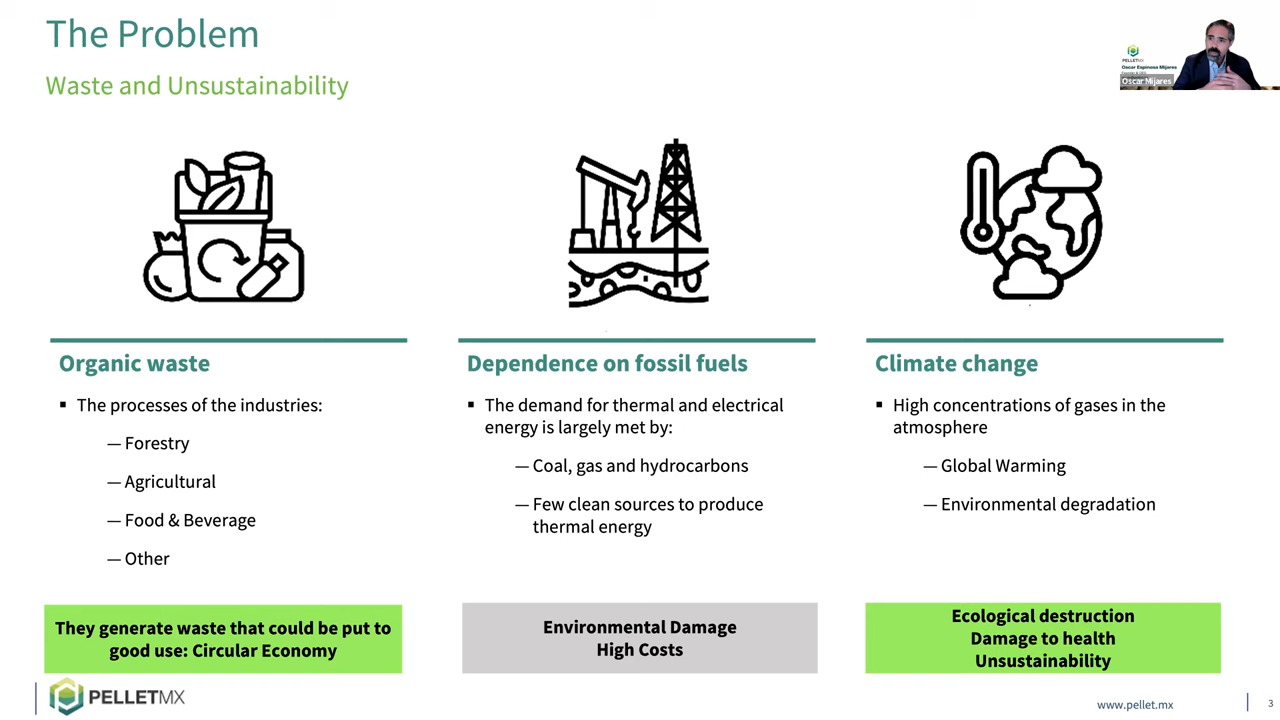 The Problem
Waste and Unsustainability
PELLETMX
Oscar Espinosa Mijares
Oscar Mijares
Organic waste
▪ The processes of the industries:
— Forestry
— Agricultural
— Food & Beverage
— Other
They generate waste that could be put to
good use: Circular Economy
Dependence on fossil fuels
▪ The demand for thermal and electrical
energy is largely met by:
— Coal, gas and hydrocarbons
— Few clean sources to produce
thermal energy
Environmental Damage
High Costs
Climate change
▪ High concentrations of gases in the
atmosphere
— Global Warming
— Environmental degradation
Ecological destruction
Damage to health
Unsustainability
PELLETMX
www.pellet.mx
3